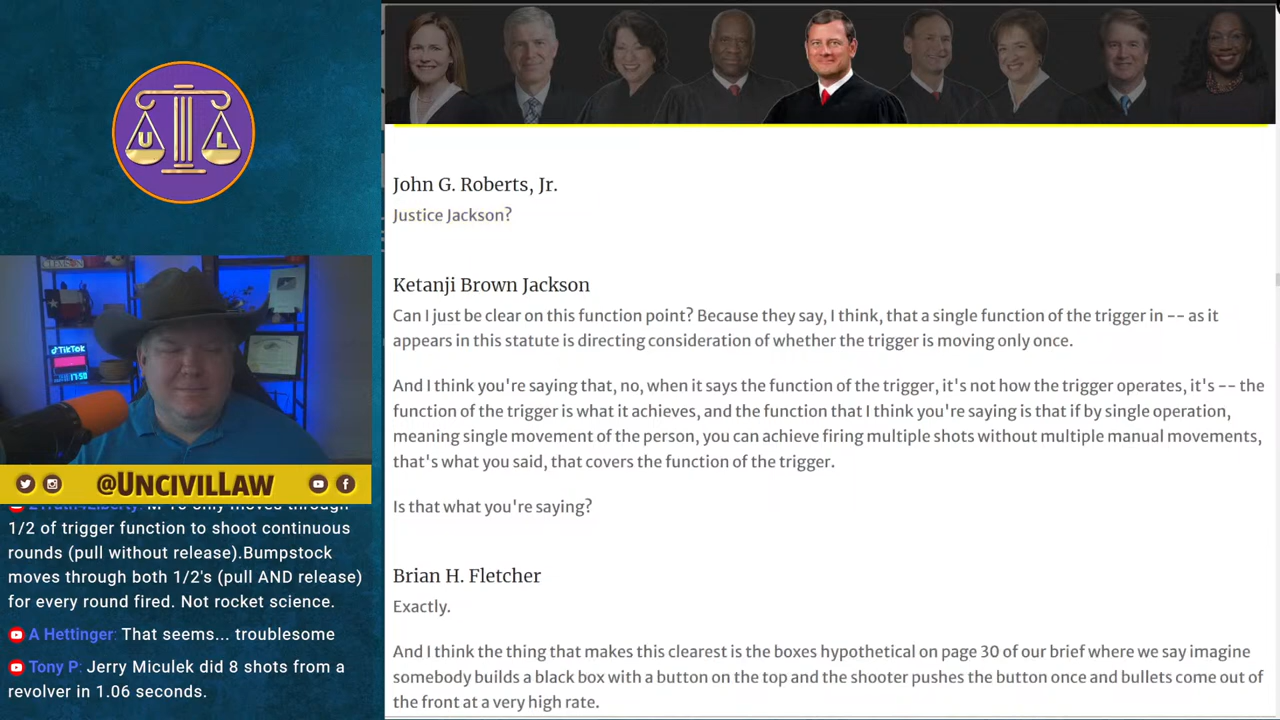 U L
TikTok
@UNCIVILLAW
1/2 of trigger function to shoot continuous
rounds (pull without release).Bumpstock
moves through both 1/2's (pull AND release)
for every round fired. Not rocket science.
A Hettinger: That seems... troublesome
Tony P: Jerry Miculek did 8 shots from a
revolver in 1.06 seconds.
John G. Roberts, Jr.
Justice Jackson?
Ketanji Brown Jackson
Can I just be clear on this function point? Because they say, I think, that a single function of the trigger in -- as it
appears in this statute is directing consideration of whether the trigger is moving only once.
And I think you're saying that, no, when it says the function of the trigger, it's not how the trigger operates, it's -- the
function of the trigger is what it achieves, and the function that I think you're saying is that if by single operation,
meaning single movement of the person, you can achieve firing multiple shots without multiple manual movements,
that's what you said, that covers the function of the trigger.
Is that what you're saying?
Brian H. Fletcher
Exactly.
And I think the thing that makes this clearest is the boxes hypothetical on page 30 of our brief where we say imagine
somebody builds a black box with a button on the top and the shooter pushes the button once and bullets come out of
the front at a very high rate.